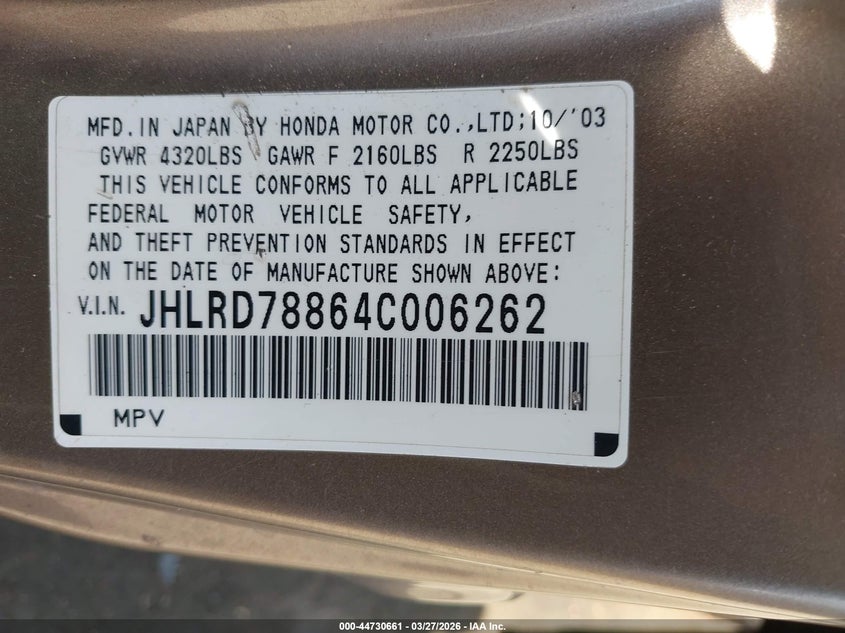 MFD. IN JAPAN BY HONDA MOTOR CO.,LTD;10/'03
GVWR 4320LBS GAWR F 2160LBS R 2250LBS
THIS VEHICLE CONFORMS TO ALL APPLICABLE
FEDERAL MOTOR VEHICLE SAFETY,
AND THEFT PREVENTION STANDARDS IN EFFECT
ON THE DATE OF MANUFACTURE SHOWN ABOVE:
V.I.N. JHLRD78864C006262
MPV
000-44730661 — 03/27/2026 — IAA Inc.